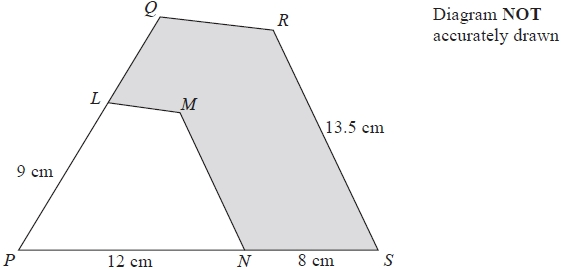 Q
R
Diagram NOT
accurately drawn
L
M
13.5 cm
9 cm
P
12 cm
N
8 cm
S